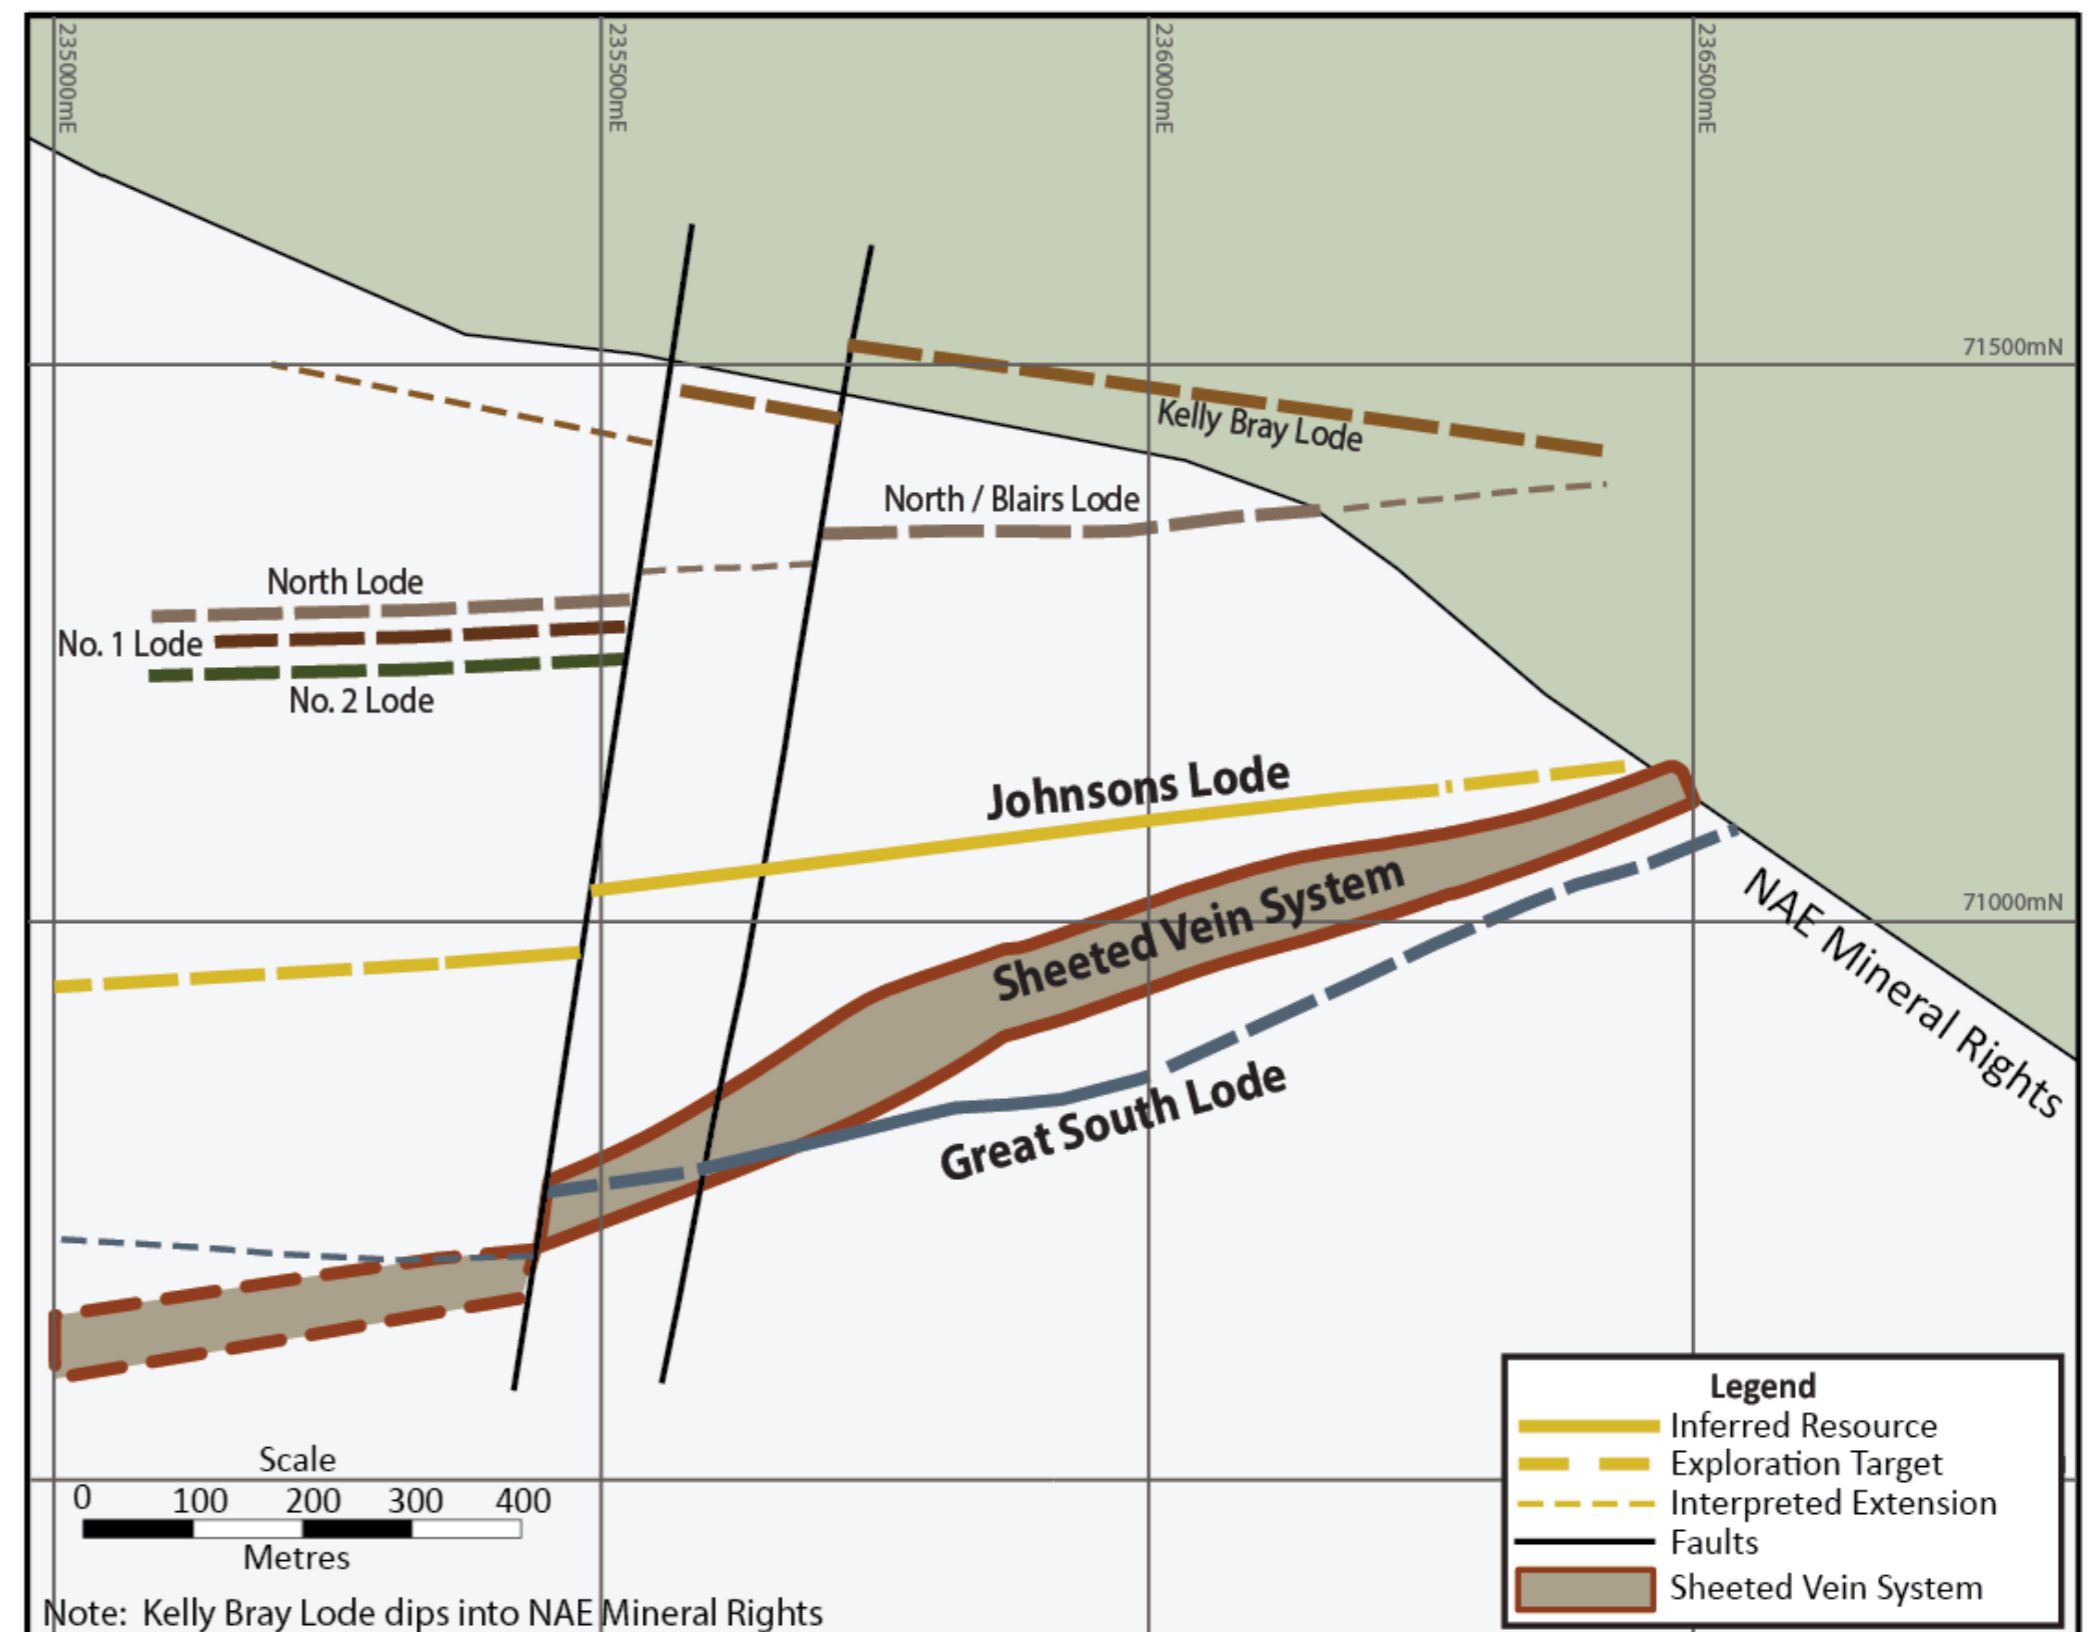 235000mE
235500mE
236000mE
236500mE
71500mN
Kelly Bray Lode
North / Blairs Lode
North Lode
No. 1 Lode
No. 2 Lode
Johnsons Lode
Sheeted Vein System
71000mN
NAE Mineral Rights
Great South Lode
Legend
Inferred Resource
Exploration Target
Interpreted Extension
Faults
Sheeted Vein System
Scale
0 100 200 300 400
Metres
Note: Kelly Bray Lode dips into NAE Mineral Rights